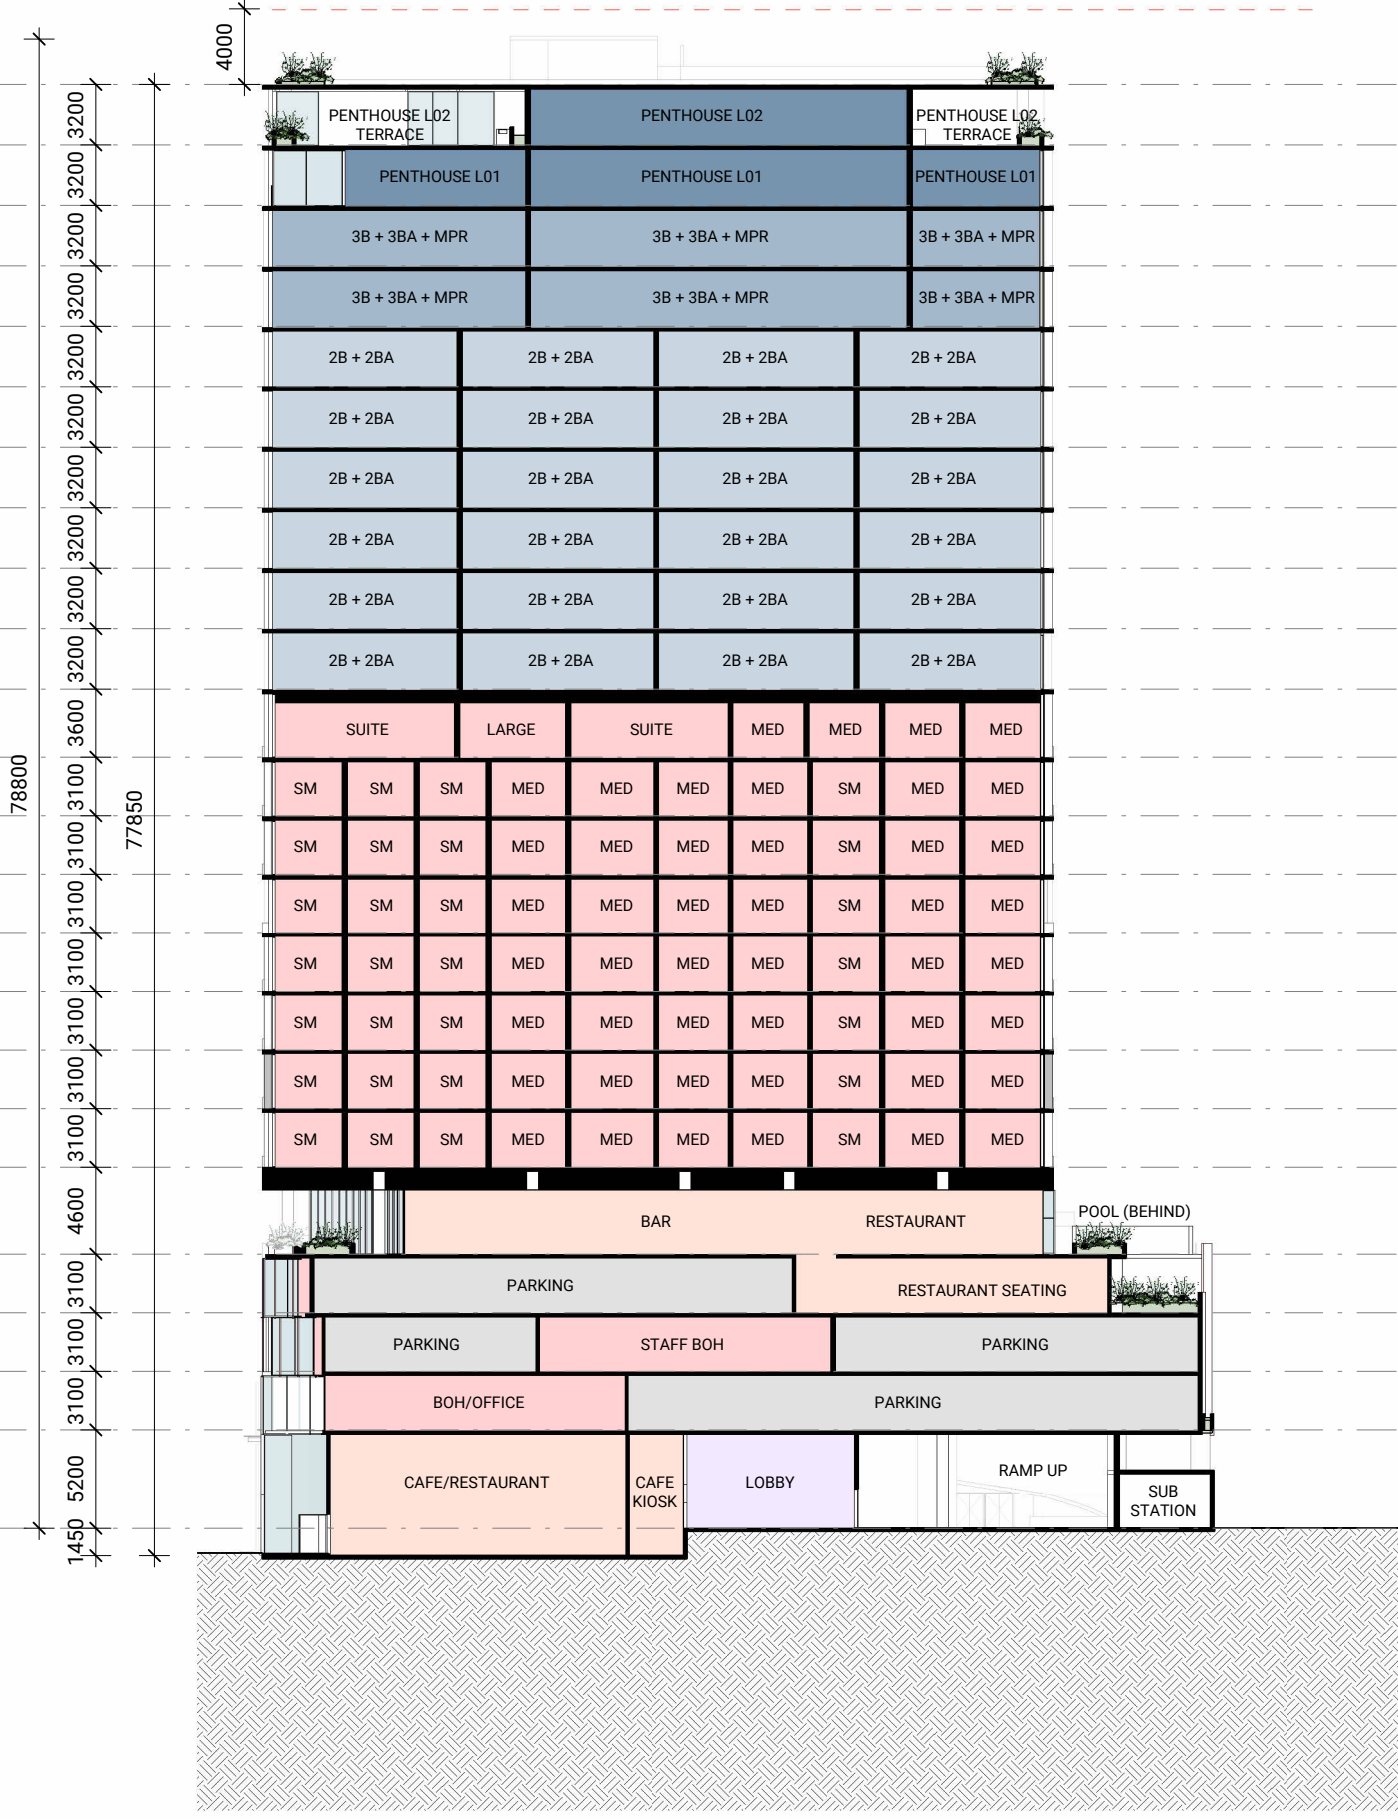 4000
3200
PENTHOUSE L02
TERRACE
PENTHOUSE L02
PENTHOUSE L02
TERRACE
3200
PENTHOUSE L01
PENTHOUSE L01
PENTHOUSE L01
3200
3B + 3BA + MPR
3B + 3BA + MPR
3B + 3BA + MPR
3200
3B + 3BA + MPR
3B + 3BA + MPR
3B + 3BA + MPR
3200
2B + 2BA
2B + 2BA
2B + 2BA
2B + 2BA
3200
2B + 2BA
2B + 2BA
2B + 2BA
2B + 2BA
3200
2B + 2BA
2B + 2BA
2B + 2BA
2B + 2BA
3200
2B + 2BA
2B + 2BA
2B + 2BA
2B + 2BA
3200
2B + 2BA
2B + 2BA
2B + 2BA
2B + 2BA
3200
2B + 2BA
2B + 2BA
2B + 2BA
2B + 2BA
3600
SUITE
LARGE
SUITE
MED
MED
MED
MED
78800
3100
77850
SM
SM
SM
MED
MED
MED
MED
SM
MED
MED
3100
SM
SM
SM
MED
MED
MED
MED
SM
MED
MED
3100
SM
SM
SM
MED
MED
MED
MED
SM
MED
MED
3100
SM
SM
SM
MED
MED
MED
MED
SM
MED
MED
3100
SM
SM
SM
MED
MED
MED
MED
SM
MED
MED
3100
SM
SM
SM
MED
MED
MED
MED
SM
MED
MED
3100
SM
SM
SM
MED
MED
MED
MED
SM
MED
MED
4600
BAR
RESTAURANT
POOL (BEHIND)
3100
PARKING
RESTAURANT SEATING
3100
PARKING
STAFF BOH
PARKING
3100
BOH/OFFICE
PARKING
5200
CAFE/RESTAURANT
CAFE
KIOSK
LOBBY
RAMP UP
SUB
STATION
1450